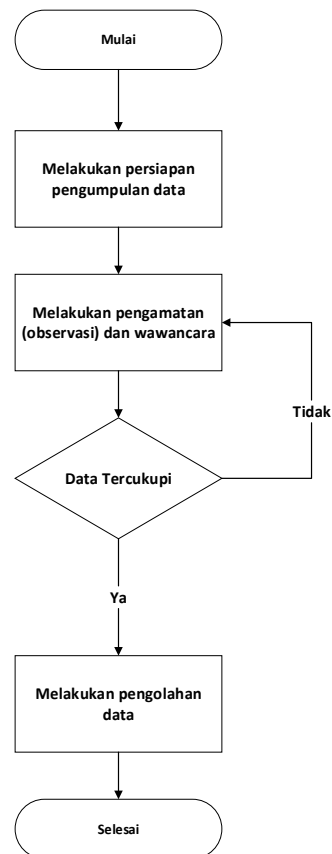 Mulai
Melakukan persiapan
pengumpulan data
Melakukan pengamatan
(observasi) dan wawancara
Tidak
Data Tercukupi
Ya
Melakukan pengolahan
data
Selesai